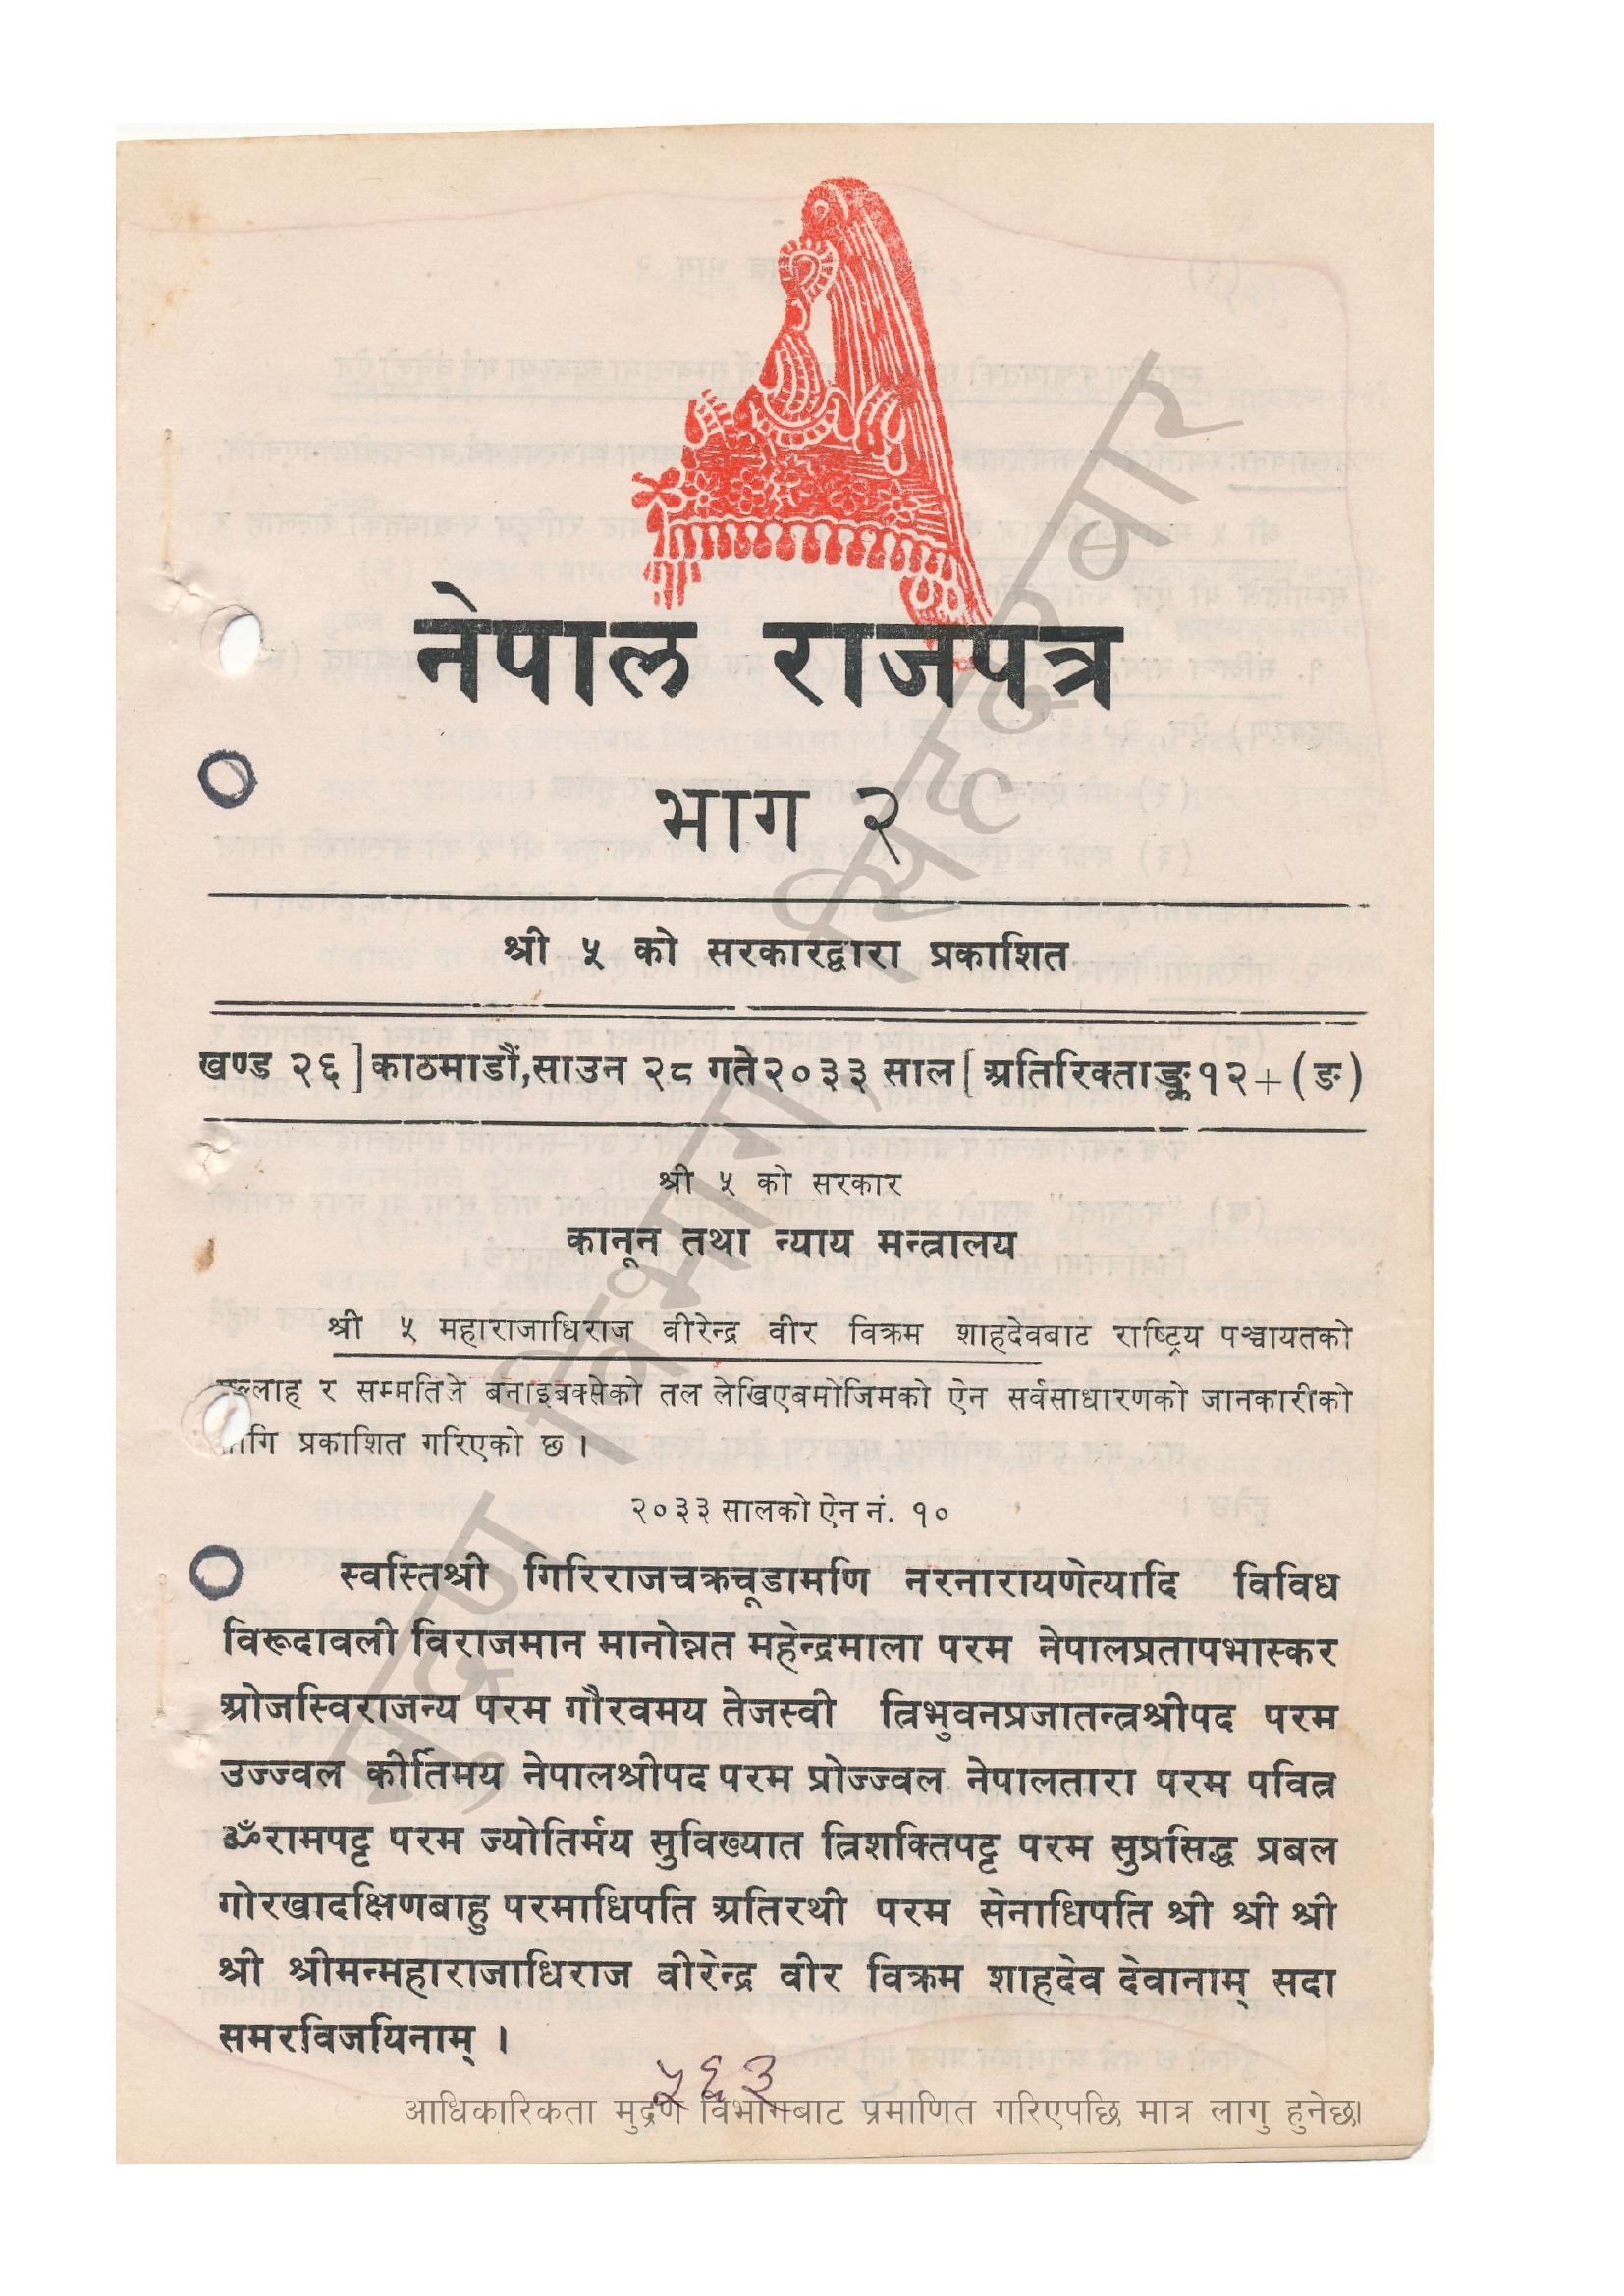 नेपाल राजपत्र
भाग २
श्री ५ को सरकारद्वारा प्रकाशित
खण्ड २६ ] काठमाडौं, साउन २८ गते २०३३ साल [ अतिरिक्ताङ्क १२+(ङ)
श्री ५ को सरकार
कानून तथा न्याय मन्त्रालय
श्री ५ महाराजाधिराज वीरेन्द्र वीर विक्रम शाहदेवबाट राष्ट्रिय पञ्चायतको
र सम्मतिले बनाइबक्सेको तल लेखिएबमोजिमको ऐन सर्वसाधारणको जानकारीको
प्रकाशित गरिएको छ ।
२०३३ सालको ऐन नं. १०
स्वस्तिश्री गिरिराजचक्रचूडामणि नरनारायणेत्यादि विविध
विरूदावली विराजमान मानोन्नत महेन्द्रमाला परम नेपालप्रतापभास्कर
ओजस्विराजन्य परम गौरवमय तेजस्वी त्रिभुवनप्रजातन्त्रश्रीपद परम
उज्ज्वल कीर्तिमय नेपालश्रीपद परम प्रोज्ज्वल नेपालतारा परम पवित्र
ॐरामपट्ट परम ज्योतिर्मय सुविख्यात त्रिशक्तिपट्ट परम सुप्रसिद्ध प्रबल
गोरखादक्षिणबाहु परमाधिपति अतिरथी परम सेनाधिपति श्री श्री श्री
श्री श्रीमन्महाराजाधिराज वीरेन्द्र वीर विक्रम शाहदेव देवानाम् सदा
समरविजयिनाम् ।
५६३
आधिकारिकता मुद्रण विभागबाट प्रमाणित गरिएपछि मात्र लागु हुनेछ।
मुद्रण विभाग, सिंहदरबार